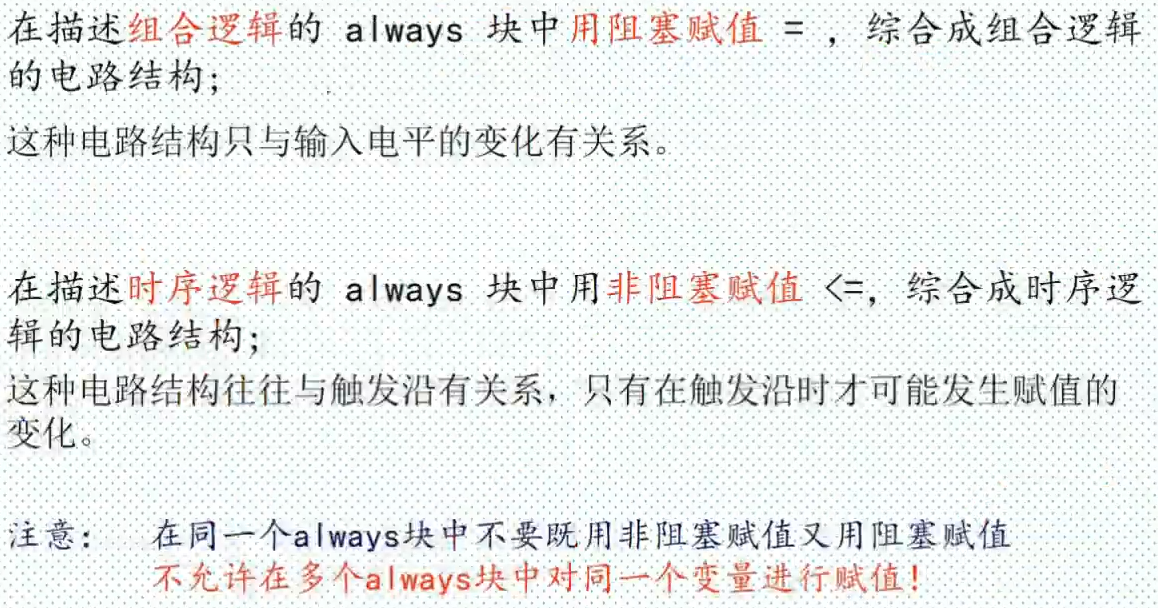 在描述组合逻辑的 always 块中用阻塞赋值 = ，综合成组合逻辑
的电路结构；
这种电路结构只与输入电平的变化有关系。
在描述时序逻辑的 always 块中用非阻塞赋值 <=，综合成时序逻
辑的电路结构；
这种电路结构往往与触发沿有关系，只有在触发沿时才可能发生赋值的
变化。
注意： 在同一个always块中不要既用非阻塞赋值又用阻塞赋值
不允许在多个always块中对同一个变量进行赋值！